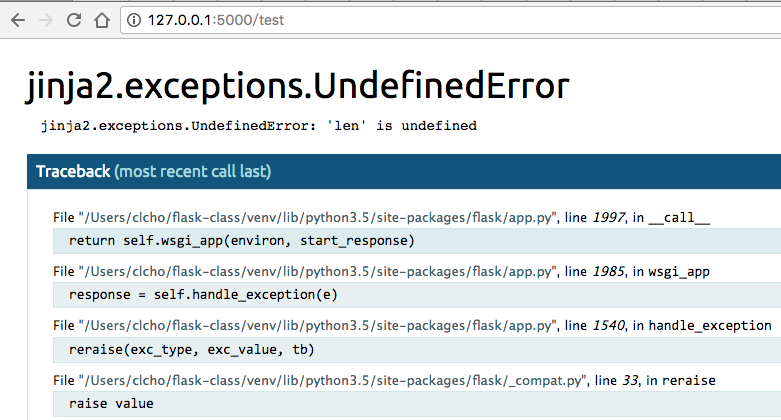 127.0.0.1:5000/test
jinja2.exceptions.UndefinedError
jinja2.exceptions.UndefinedError: 'len' is undefined
Traceback (most recent call last)
File "/Users/clcho/flask-class/venv/lib/python3.5/site-packages/flask/app.py", line 1997, in __call__
return self.wsgi_app(environ, start_response)
File "/Users/clcho/flask-class/venv/lib/python3.5/site-packages/flask/app.py", line 1985, in wsgi_app
response = self.handle_exception(e)
File "/Users/clcho/flask-class/venv/lib/python3.5/site-packages/flask/app.py", line 1540, in handle_exception
reraise(exc_type, exc_value, tb)
File "/Users/clcho/flask-class/venv/lib/python3.5/site-packages/flask/_compat.py", line 33, in reraise
raise value